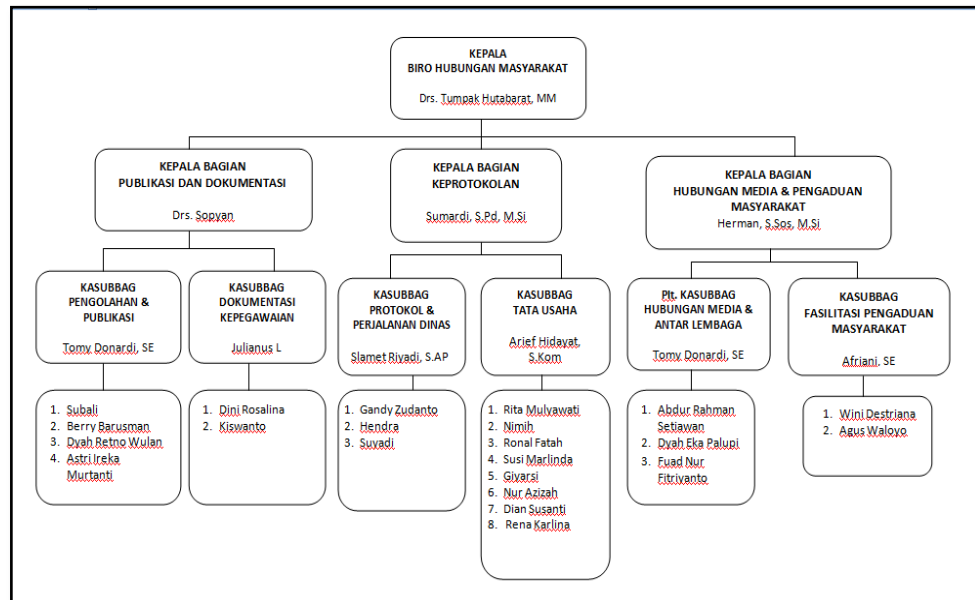 KEPALA
BIRO HUBUNGAN MASYARAKAT
Drs. Tumpak Hutabarat, MM
KEPALA BAGIAN
PUBLIKASI DAN DOKUMENTASI
Drs. Sopyan
KEPALA BAGIAN
KEPROTOKOLAN
Sumardi, S.Pd, M.Si
KEPALA BAGIAN
HUBUNGAN MEDIA & PENGADUAN
MASYARAKAT
Herman, S.Sos, M.Si
KASUBBAG
PENGOLAHAN &
PUBLIKASI
Tomy Donardi, SE
KASUBBAG
DOKUMENTASI
KEPEGAWAIAN
Julianus L
KASUBBAG
PROTOKOL &
PERJALANAN DINAS
Slamet Riyadi, S.AP
KASUBBAG
TATA USAHA
Arief Hidayat,
S.Kom
Plt. KASUBBAG
HUBUNGAN MEDIA &
ANTAR LEMBAGA
Tomy Donardi, SE
KASUBBAG
FASILITASI PENGADUAN
MASYARAKAT
Afriani, SE
1. Subali
2. Berry Barusman
3. Dyah Retno Wulan
4. Astri Ireka
Murtanti
1. Dini Rosalina
2. Kiswanto
1. Gandy Zudanto
2. Hendra
3. Suyadi
1. Rita Mulyawati
2. Nimih
3. Ronal Fatah
4. Susi Marlinda
5. Giyarsi
6. Nur Azizah
7. Dian Susanti
8. Rena Karlina
1. Abdur Rahman
Setiawan
2. Dyah Eka Palupi
3. Fuad Nur
Fitriyanto
1. Wini Destriana
2. Agus Waloyo